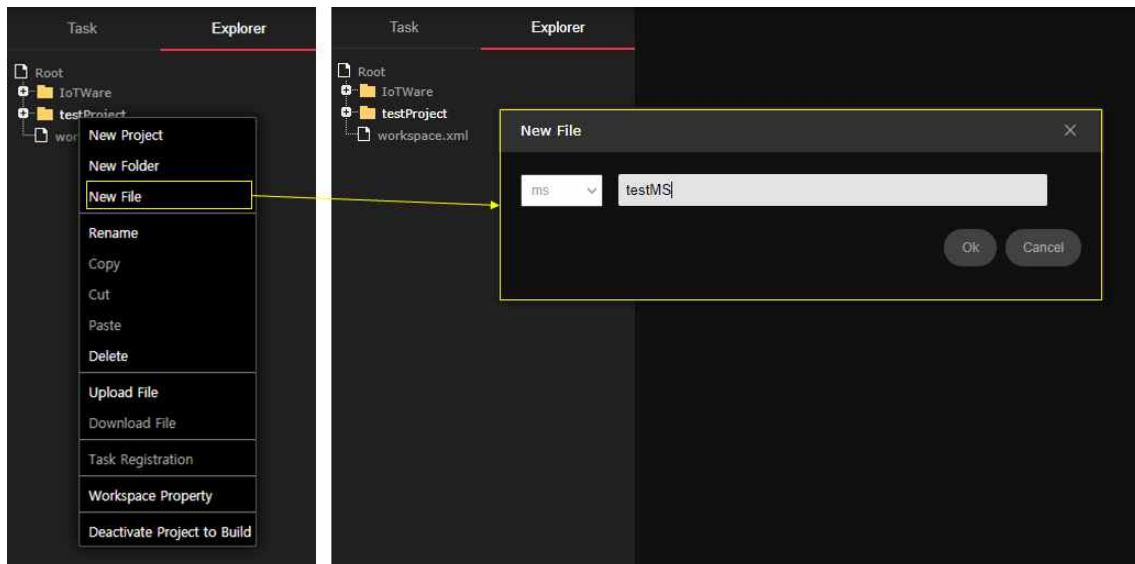 Task Explorer
Root
IoTWare
testProject
wor
New Project
New Folder
New File
Rename
Copy
Cut
Paste
Delete
Upload File
Download File
Task Registration
Workspace Property
Deactivate Project to Build
Task Explorer
Root
IoTWare
testProject
workspace.xml
New File
ms testMS
Ok Cancel